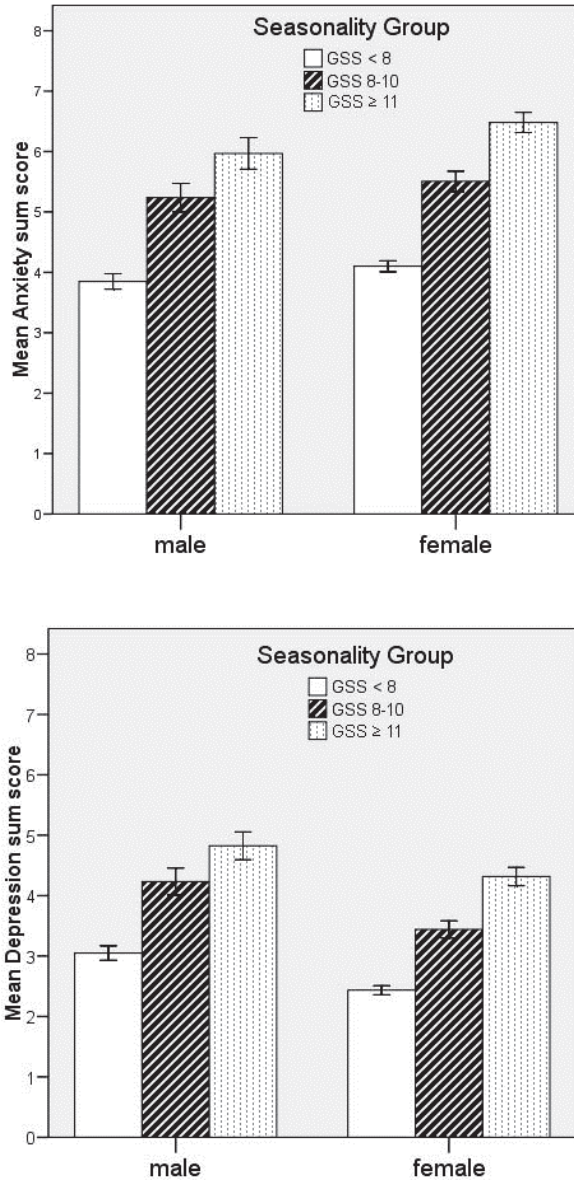 Seasonality Group
GSS < 8
GSS 8-10
GSS ≥ 11
Mean Anxiety sum score
8
7
6
5
4
3
2
1
0
male female
Seasonality Group
GSS < 8
GSS 8-10
GSS ≥ 11
Mean Depression sum score
8
7
6
5
4
3
2
1
0
male female